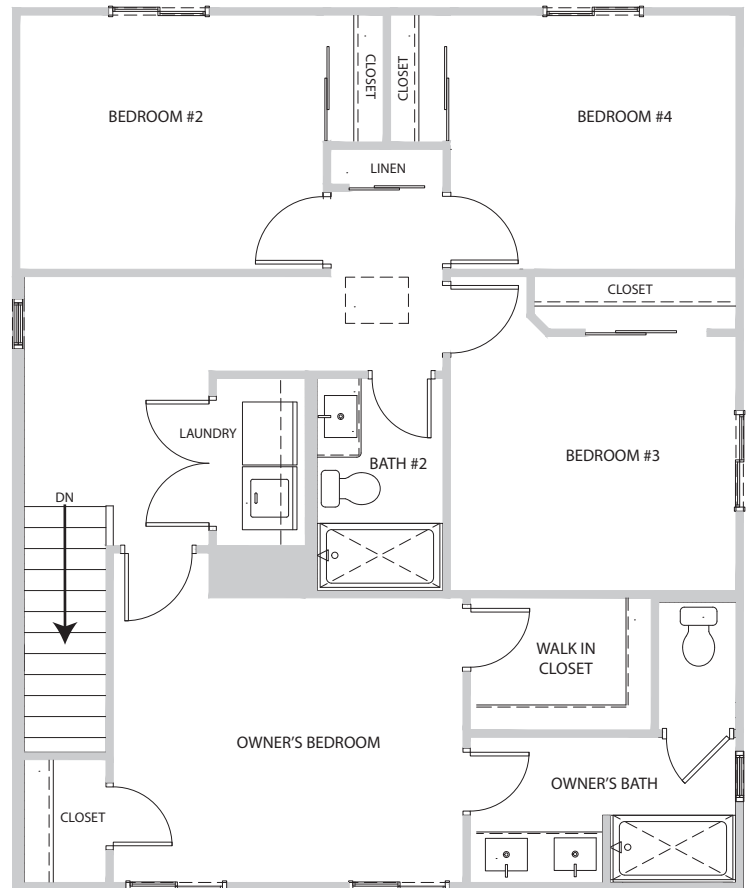 CLOSET
CLOSET
BEDROOM #2
BEDROOM #4
LINEN
CLOSET
LAUNDRY
BATH #2
BEDROOM #3
DN
WALK IN
CLOSET
OWNER'S BEDROOM
OWNER'S BATH
CLOSET